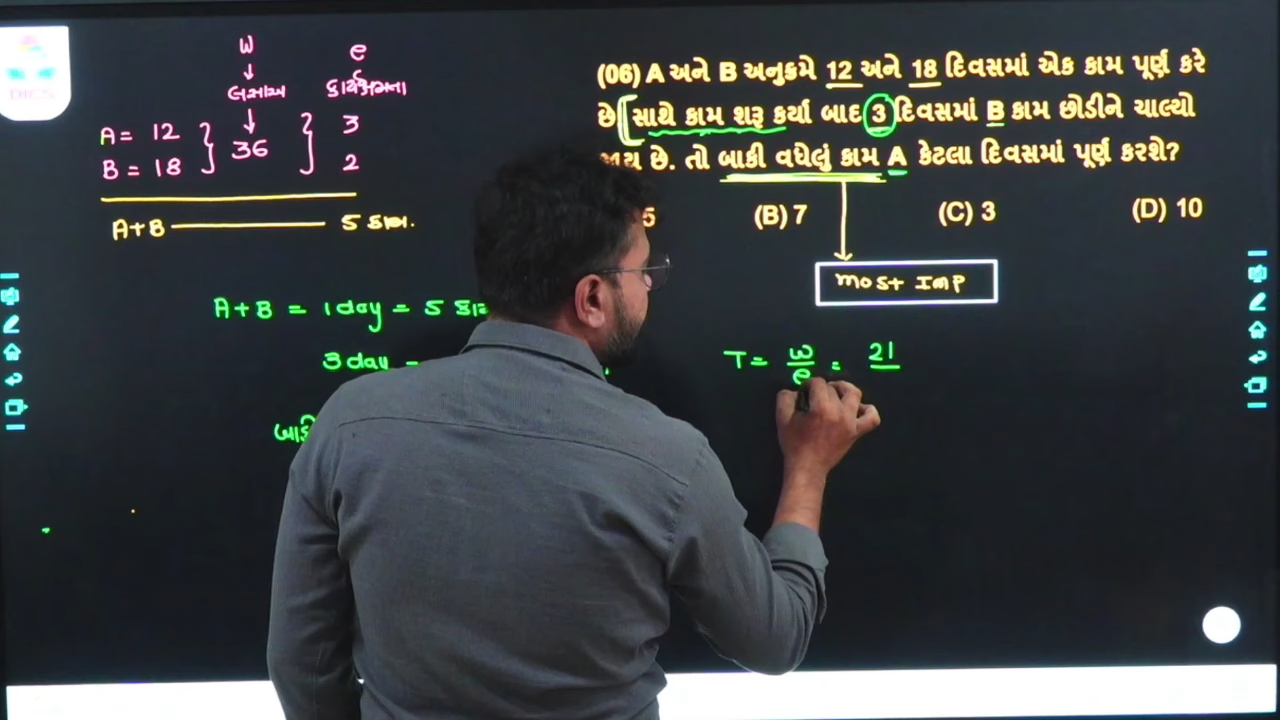 W
e
↓
લસાઅ
કાર્યક્ષમતા
↓
A = 12
B = 18
36
3
2
A+B 5 કામ.
(06) A અને B અનુક્રમે 12 અને 18 દિવસમાં એક કામ પૂર્ણ કરે
છે. સાથે કામ શરૂ કર્યા બાદ 3 દિવસમાં B કામ છોડીને ચાલ્યો
છે. તો બાકી વધેલું કામ A કેટલા દિવસમાં પૂર્ણ કરશે?
5 (B) 7 (C) 3 (D) 10
MOST IMP
A+B = 1 day = 5
3 day =
T = W/e = 21